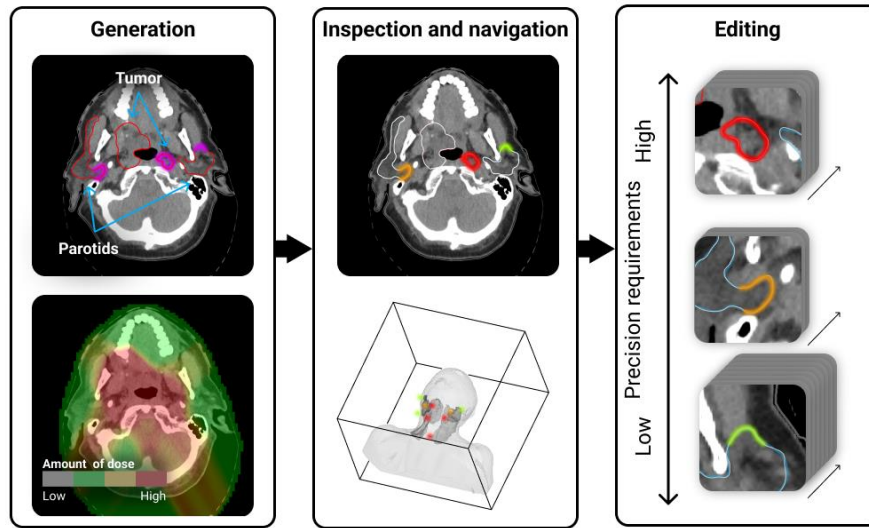 Generation
Tumor
Parotids
Amount of dose
Low High
Inspection and navigation
Editing
High
Precision requirements
Low